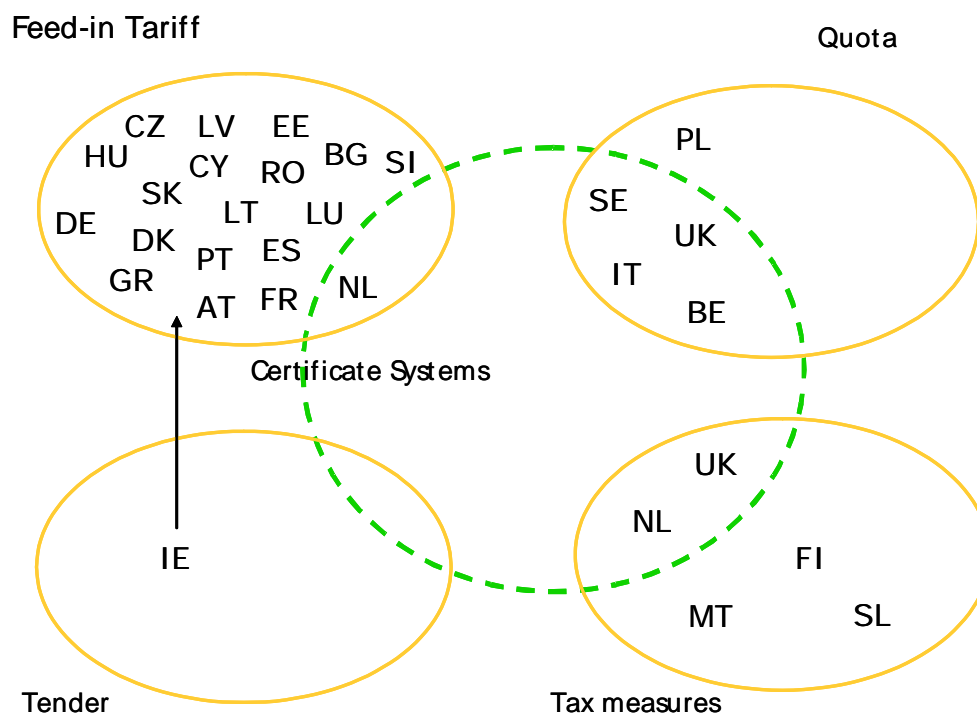 Feed-in Tariff
Quota
CZ LV EE
HU CY RO BG SI
SK
DE LT LU
DK PT ES
GR AT FR NL
PL
SE
UK
IT
BE
Certificate Systems
IE
UK
NL
FI
MT SL
Tender
Tax measures